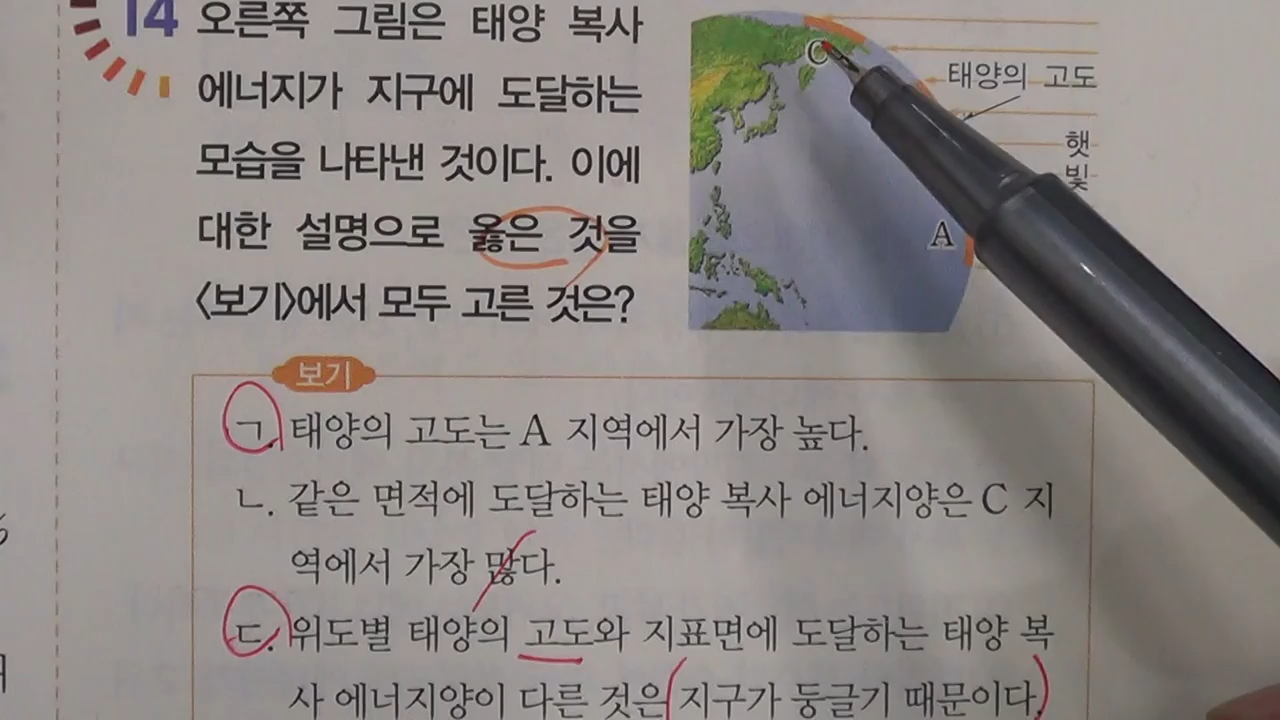 14 오른쪽 그림은 태양 복사
에너지가 지구에 도달하는
모습을 나타낸 것이다. 이에
대한 설명으로 옳은 것을
<보기>에서 모두 고른 것은?
C
태양의 고도
햇
빛
A
보기
ㄱ. 태양의 고도는 A 지역에서 가장 높다.
ㄴ. 같은 면적에 도달하는 태양 복사 에너지양은 C 지
역에서 가장 많다.
ㄷ. 위도별 태양의 고도와 지표면에 도달하는 태양 복
사 에너지양이 다른 것은 지구가 둥글기 때문이다.